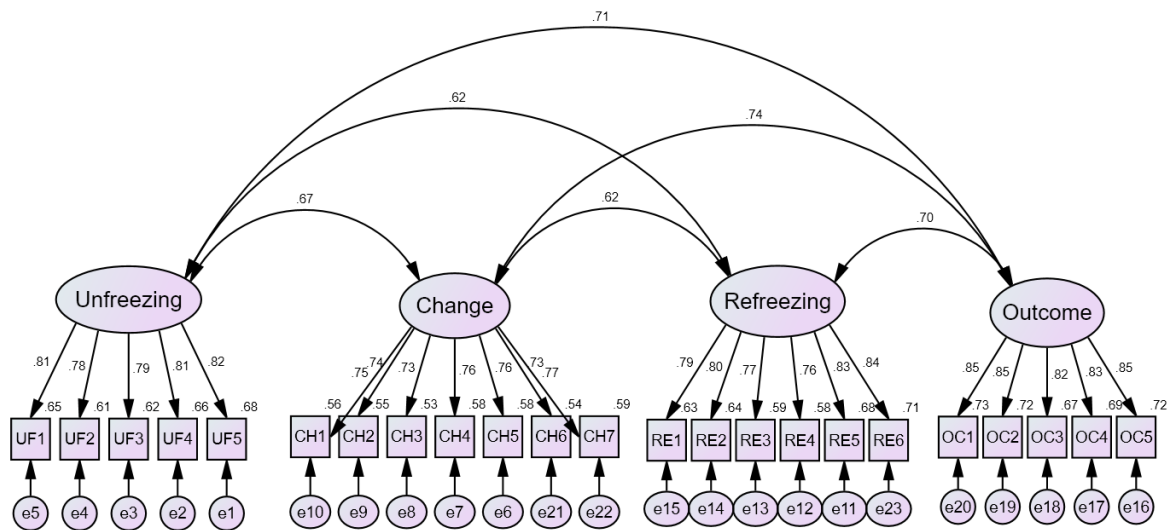 .71
.62
.74
.67
.62
.70
Unfreezing
Change
Refreezing
Outcome
.81 .78 .79 .81 .82
.75 .74 .73 .76 .76 .73 .77
.79 .80 .77 .76 .83 .84
.85 .85 .82 .83 .85
.65 .61 .62 .66 .68
.56 .55 .53 .58 .58 .54 .59
.63 .64 .59 .58 .68 .71
.73 .72 .67 .69 .72
UF1 UF2 UF3 UF4 UF5
CH1 CH2 CH3 CH4 CH5 CH6 CH7
RE1 RE2 RE3 RE4 RE5 RE6
OC1 OC2 OC3 OC4 OC5
e5 e4 e3 e2 e1
e10 e9 e8 e7 e6 e21 e22
e15 e14 e13 e12 e11 e23
e20 e19 e18 e17 e16